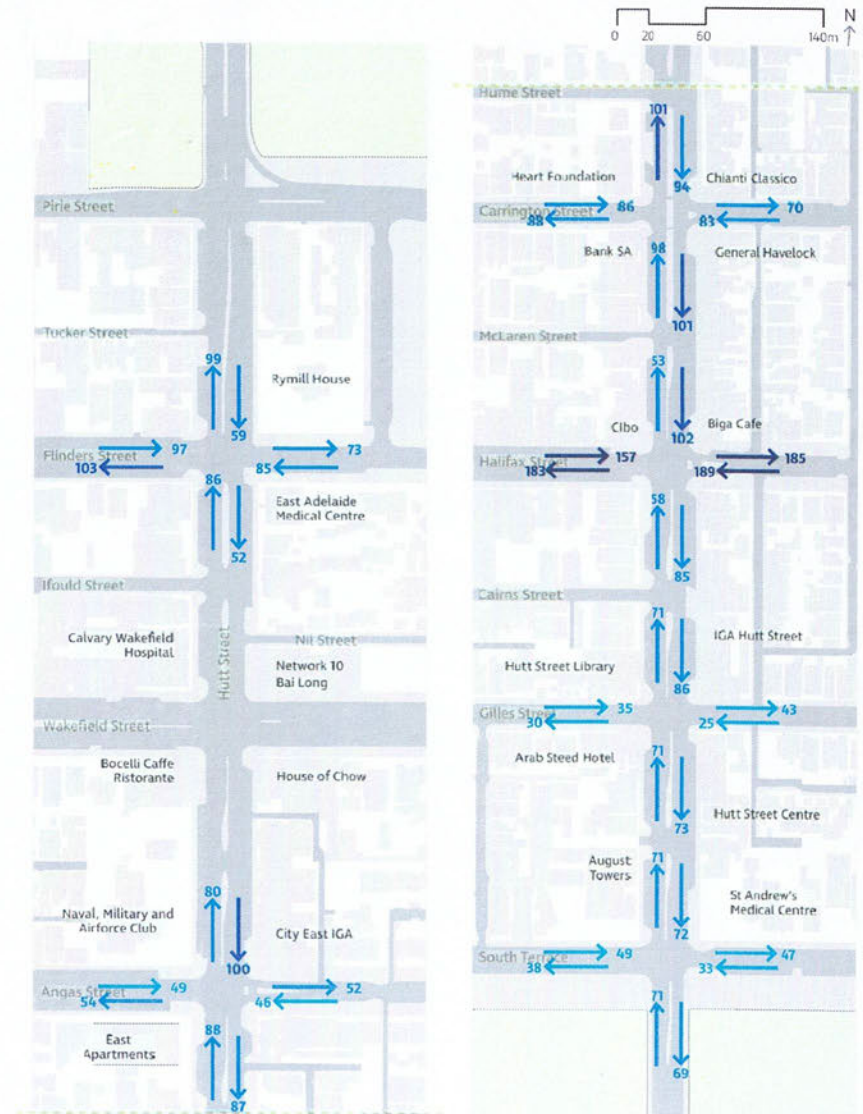 Pirie Street
Tucker Street
99
Rymill House
59
Flinders Street
97
73
103
85
86
East Adelaide
Medical Centre
52
Ifould Street
Calvary Wakefield
Hospital
Hutt Street
Nil Street
Network 10
Bai Long
Wakefield Street
Bocelli Caffe
Ristorante
House of Chow
80
Naval, Military and
Airforce Club
City East IGA
100
Angas Street
49
52
54
46
88
East
Apartments
87
N
0 20 60 140m
Hume Street
101
Heart Foundation
94
Chianti Classico
Carrington Street
86
70
88
83
Bank SA
98
General Havelock
101
McLaren Street
53
Cibo
Biga Cafe
102
Halifax Street
157
185
183
189
58
85
Cairns Street
71
IGA Hutt Street
Hutt Street Library
86
Gilles Street
35
43
30
25
71
Arab Steed Hotel
73
Hutt Street Centre
71
August
Towers
St Andrew's
Medical Centre
72
South Terrace
49
47
38
33
71
69